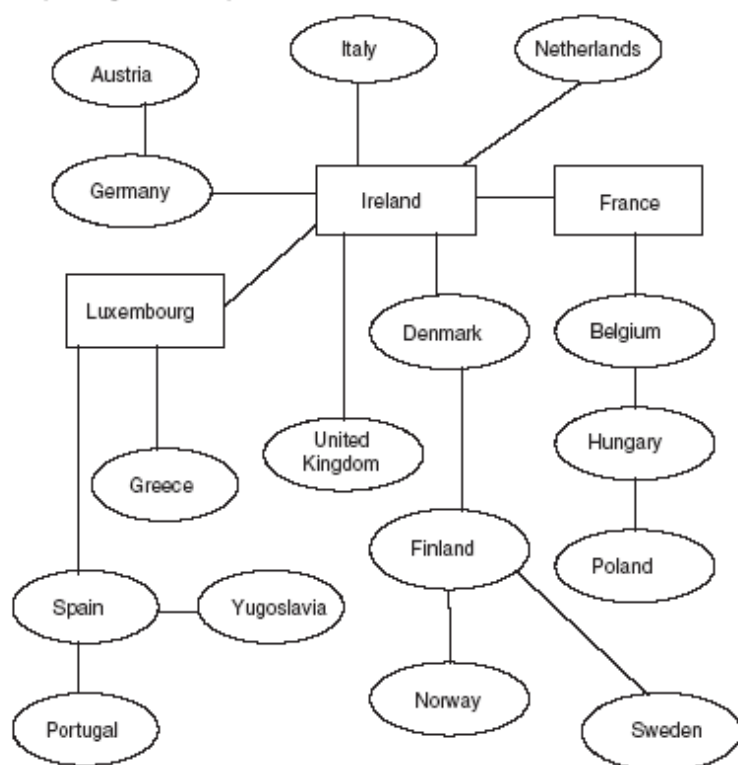 Italy
Netherlands
Austria
Germany
Ireland
France
Luxembourg
Denmark
Belgium
United
Kingdom
Hungary
Greece
Finland
Poland
Spain
Yugoslavia
Norway
Portugal
Sweden